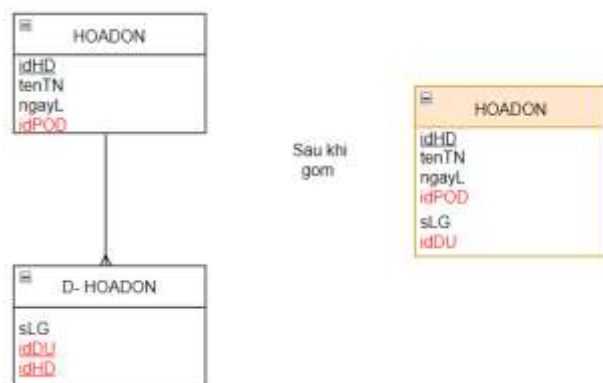 HOADON
idHD
tenTN
ngayL
idPOD
Sau khi
gom
HOADON
idHD
tenTN
ngayL
idPOD
sLG
idDU
D- HOADON
sLG
idDU
idHD